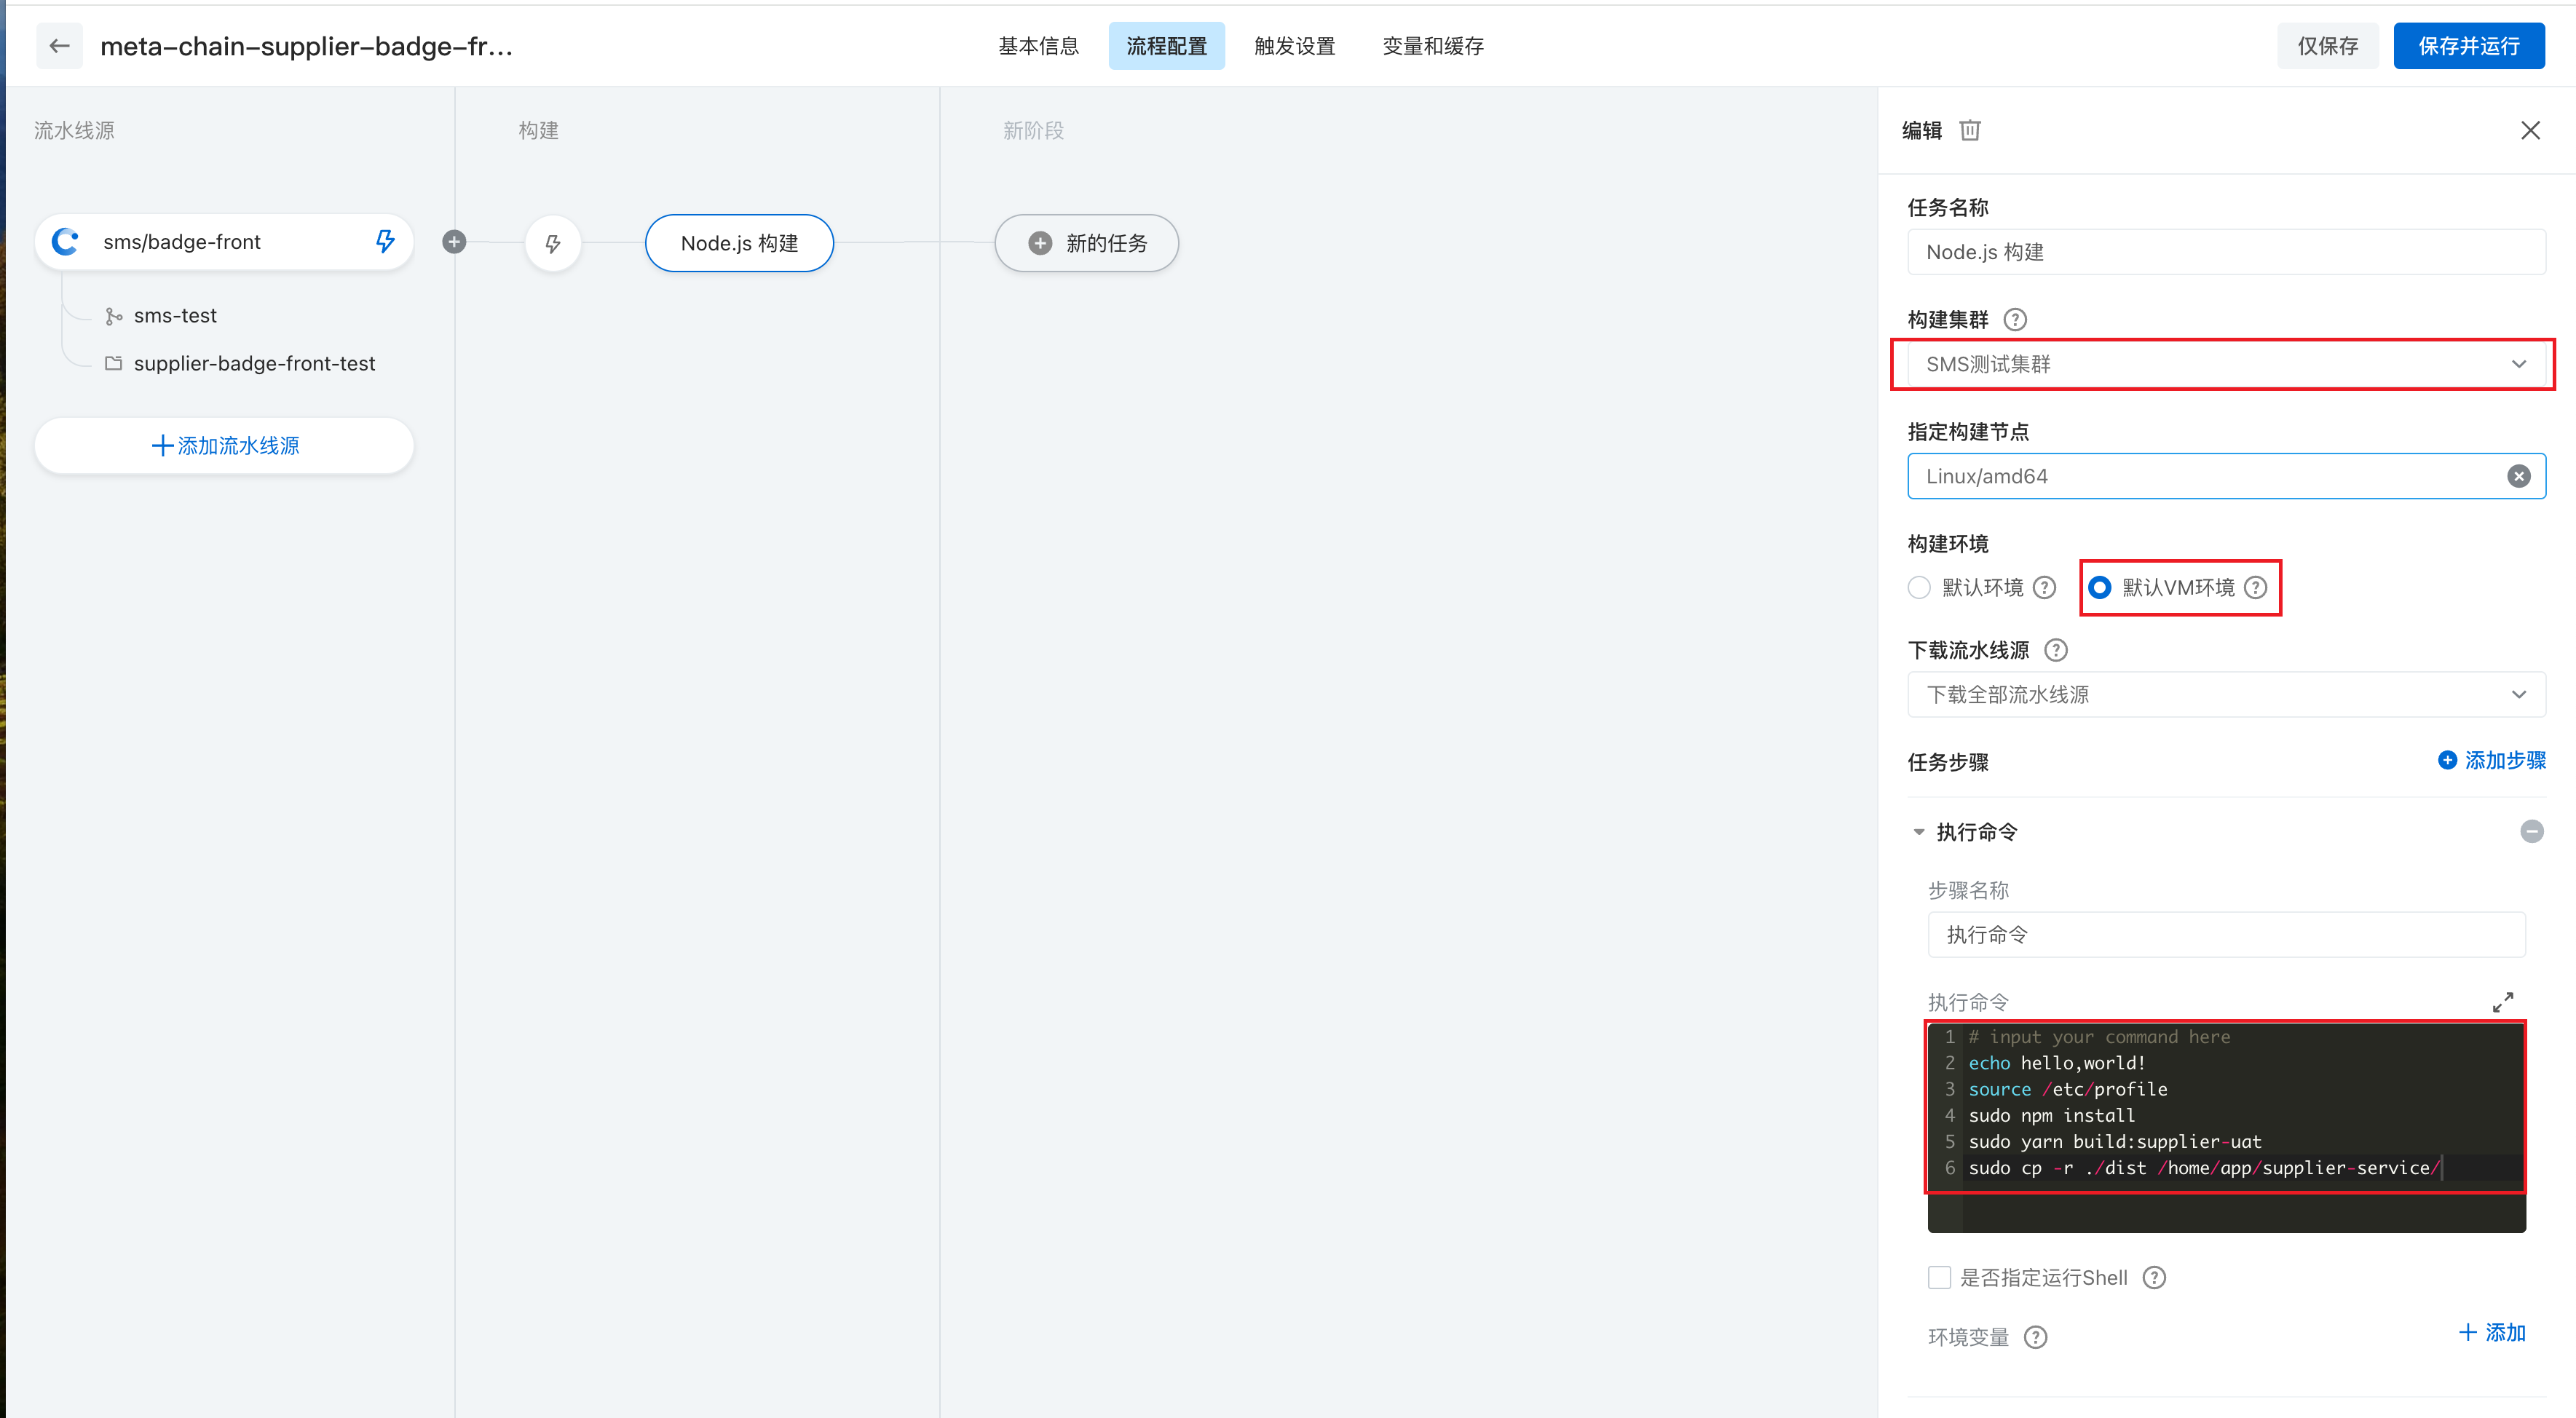 meta-chain-supplier-badge-fr...
基本信息
流程配置
触发设置
变量和缓存
仅保存
保存并运行
流水线源
构建
新阶段
sms/badge-front
sms-test
supplier-badge-front-test
添加流水线源
Node.js 构建
新的任务
编辑
任务名称
Node.js 构建
构建集群
SMS测试集群
指定构建节点
Linux/amd64
构建环境
默认环境
默认VM环境
下载流水线源
下载全部流水线源
任务步骤
添加步骤
执行命令
步骤名称
执行命令
执行命令
1 # input your command here
2 echo hello,world!
3 source /etc/profile
4 sudo npm install
5 sudo yarn build:supplier-uat
6 sudo cp -r ./dist /home/app/supplier-service/
是否指定运行Shell
环境变量
添加